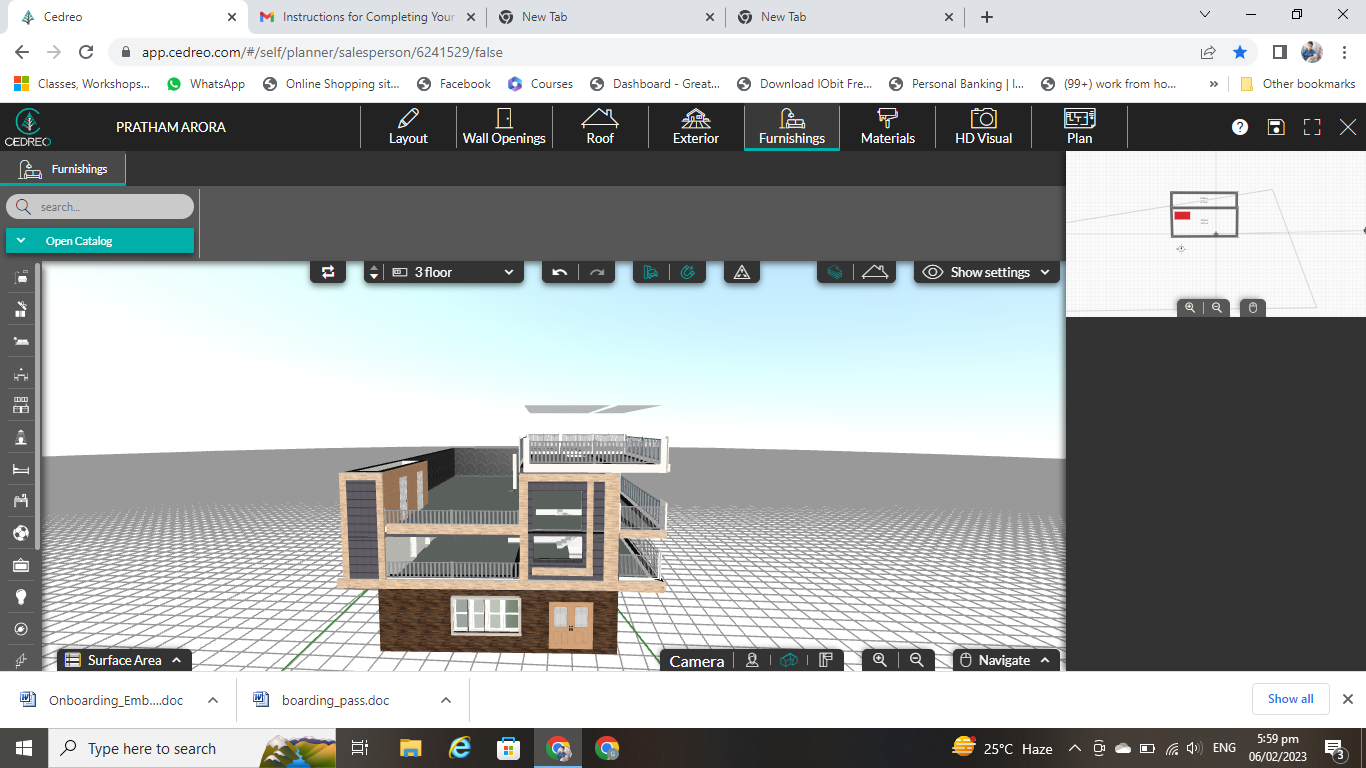 Cedreo
Instructions for Completing Your
New Tab
New Tab
app.cedreo.com/#/self/planner/salesperson/6241529/false
Classes, Workshops...
WhatsApp
Online Shopping sit...
Facebook
Courses
Dashboard - Great...
Download IObit Fre...
Personal Banking | I...
(99+) work from ho...
»
Other bookmarks
CEDREO
PRATHAM ARORA
Layout
Wall Openings
Roof
Exterior
Furnishings
Materials
HD Visual
Plan
Furnishings
search...
Open Catalog
3 floor
Show settings
Surface Area
Camera
Navigate
Onboarding_Emb....doc
boarding_pass.doc
Show all
Type here to search
25°C Haze
ENG
5:59 pm
06/02/2023
3